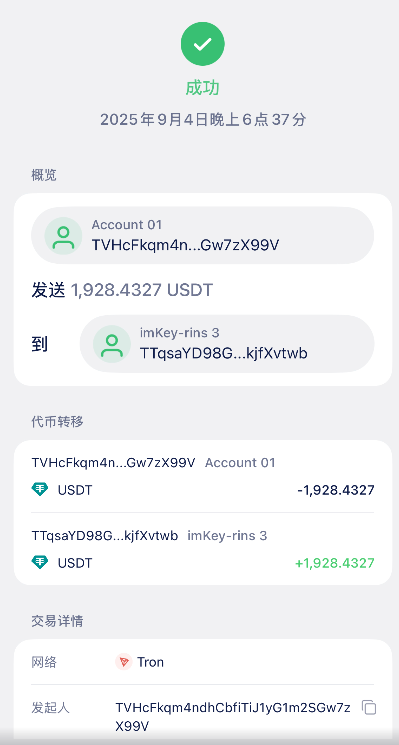 成功
2025年9月4日晚上6点37分
概览
Account 01
TVHcFkqm4n...Gw7zX99V
发送 1,928.4327 USDT
到
imKey-rins 3
TTqsaYD98G...kjfXvtwb
代币转移
TVHcFkqm4n...Gw7zX99V Account 01
USDT -1,928.4327
TTqsaYD98G...kjfXvtwb imKey-rins 3
USDT +1,928.4327
交易详情
网络 Tron
发起人 TVHcFkqm4ndhCbfiTiJ1yG1m2SGw7z
X99V